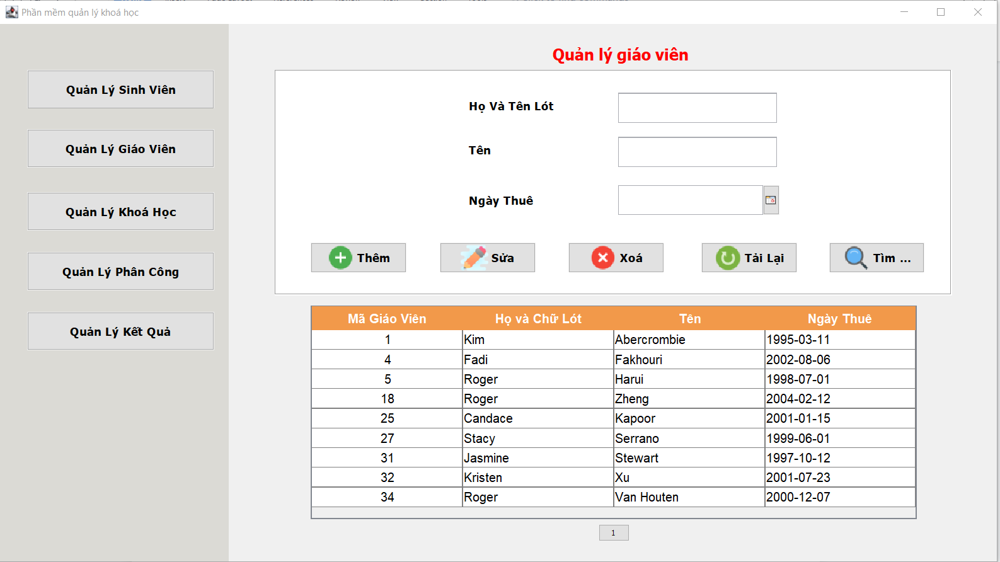 Phần mềm quản lý khoá học
Quản Lý Sinh Viên
Quản Lý Giáo Viên
Quản Lý Khoá Học
Quản Lý Phân Công
Quản Lý Kết Quả
Quản lý giáo viên
Họ Và Tên Lót
Tên
Ngày Thuê
Thêm Sửa Xoá Tải Lại Tìm ...
Mã Giáo Viên Họ và Chữ Lót Tên Ngày Thuê
1 Kim Abercrombie 1995-03-11
4 Fadi Fakhouri 2002-08-06
5 Roger Harui 1998-07-01
18 Roger Zheng 2004-02-12
25 Candace Kapoor 2001-01-15
27 Stacy Serrano 1999-06-01
31 Jasmine Stewart 1997-10-12
32 Kristen Xu 2001-07-23
34 Roger Van Houten 2000-12-07
1